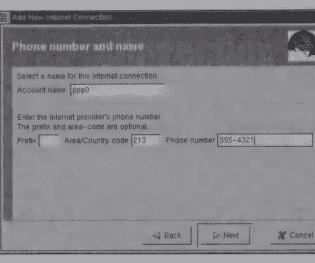 Add New Internet Connection
Phone number and name
Select a name for this internet connection.
Account name: ppp0
Enter the internet provider's phone number.
The prefix and area-code are optional.
Prefix Area/Country code 213 Phone number 555-4321
Back Next Cancel